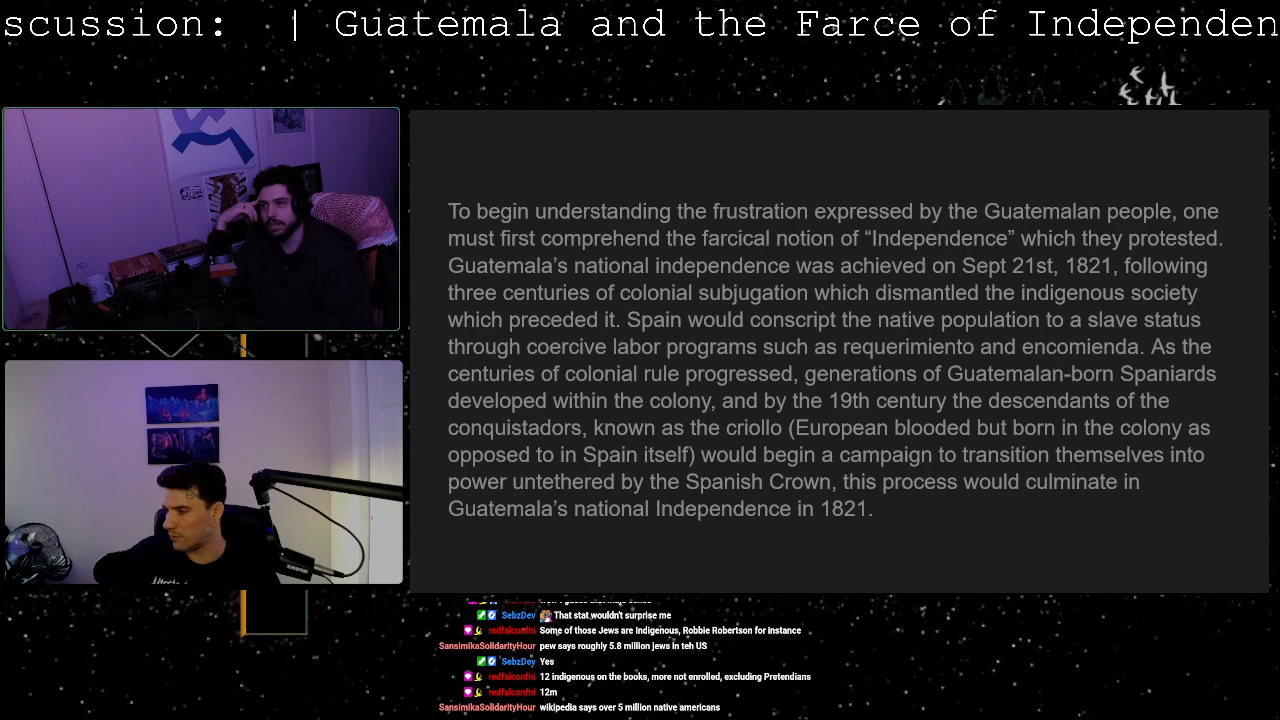 scussion:  | Guatemala and the Farce of Independen
To begin understanding the frustration expressed by the Guatemalan people, one
must first comprehend the farcical notion of “Independence” which they protested.
Guatemala’s national independence was achieved on Sept 21st, 1821, following
three centuries of colonial subjugation which dismantled the indigenous society
which preceded it. Spain would conscript the native population to a slave status
through coercive labor programs such as requerimiento and encomienda. As the
centuries of colonial rule progressed, generations of Guatemalan-born Spaniards
developed within the colony, and by the 19th century the descendants of the
conquistadors, known as the criollo (European blooded but born in the colony as
opposed to in Spain itself) would begin a campaign to transition themselves into
power untethered by the Spanish Crown, this process would culminate in
Guatemala’s national Independence in 1821.
SebzDev That stat wouldn't surprise me
redfalconfni Some of those Jews are Indigenous, Robbie Robertson for instance
SansimikaSolidarityHour pew says roughly 5.8 million jews in teh US
SebzDev Yes
redfalconfni 12 indigenous on the books, more not enrolled, excluding Pretendians
redfalconfni 12m
SansimikaSolidarityHour wikipedia says over 5 million native americans
SHURE